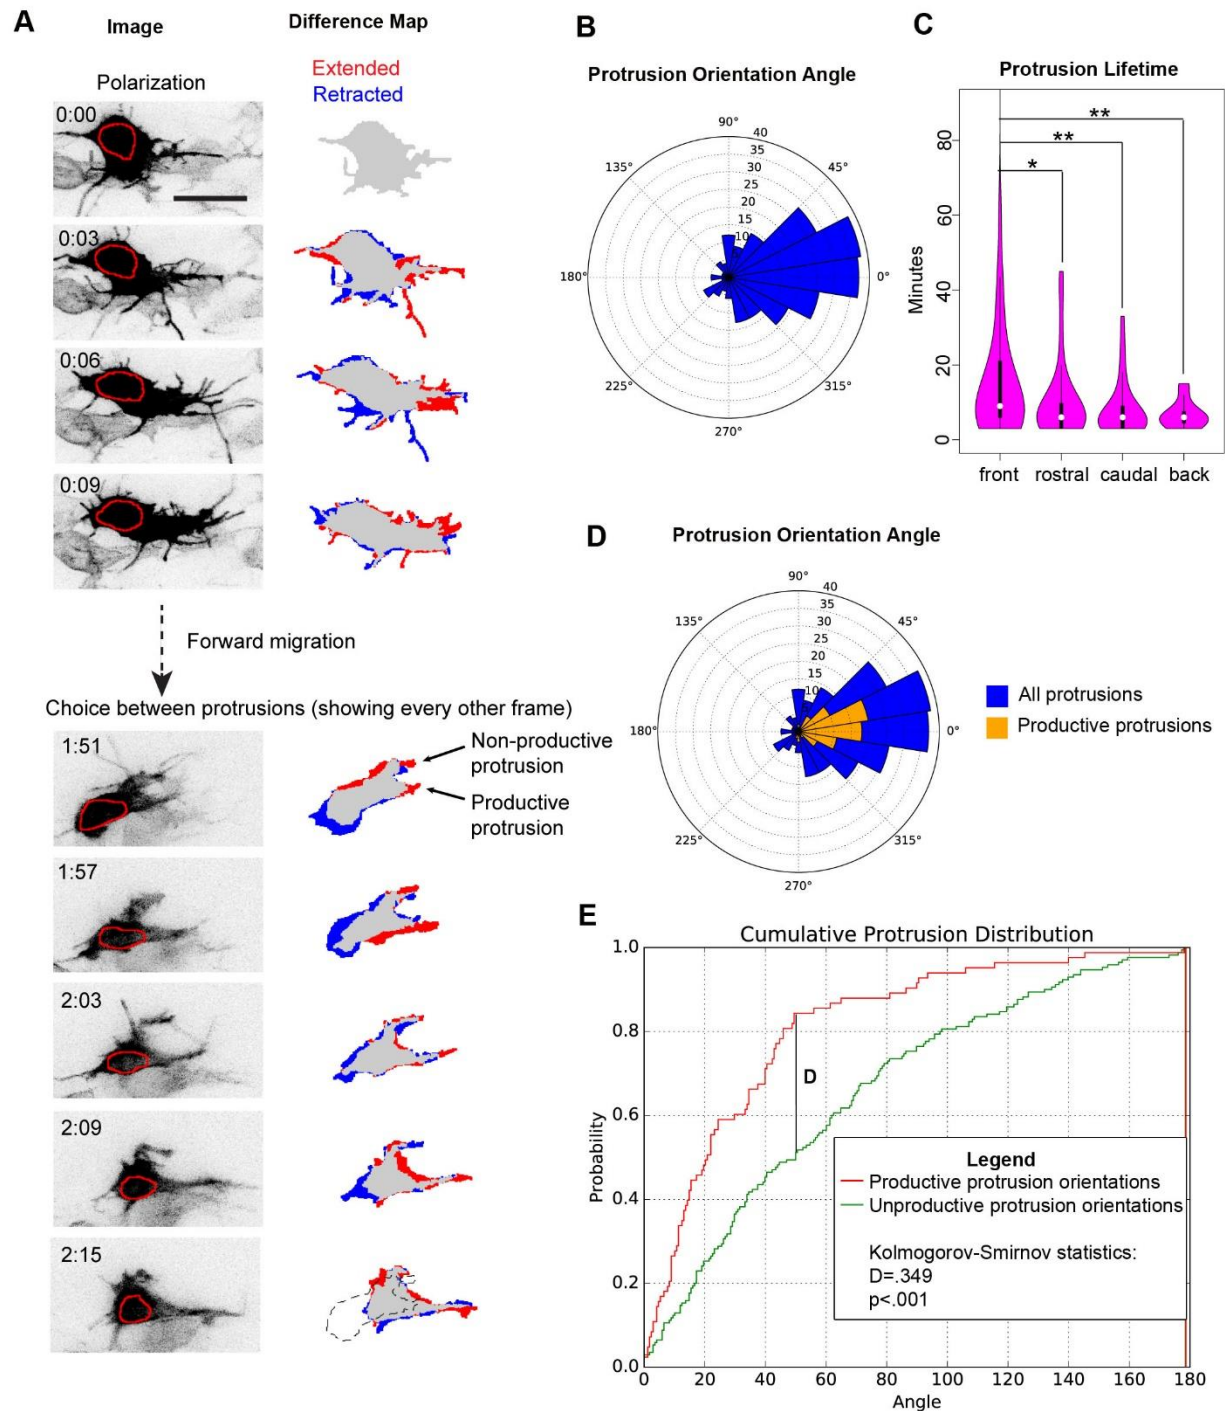 A
Image
Difference Map
Polarization
Extended
Retracted
0:00
0:03
0:06
0:09
Forward migration
Choice between protrusions (showing every other frame)
1:51
Non-productive
protrusion
Productive
protrusion
1:57
2:03
2:09
2:15
B
Protrusion Orientation Angle
90°
40
35
30
25
20
15
10
5
45°
135°
180°
0°
225°
315°
270°
C
Protrusion Lifetime
**
**
*
Minutes
80
60
40
20
0
front rostral caudal back
D
Protrusion Orientation Angle
90°
40
35
30
25
20
15
10
5
45°
135°
180°
0°
225°
315°
270°
All protrusions
Productive protrusions
E
Cumulative Protrusion Distribution
Probability
1.0
0.8
0.6
0.4
0.2
0.0
D
Legend
Productive protrusion orientations
Unproductive protrusion orientations
Kolmogorov-Smirnov statistics:
D=.349
p<.001
0 20 40 60 80 100 120 140 160 180
Angle